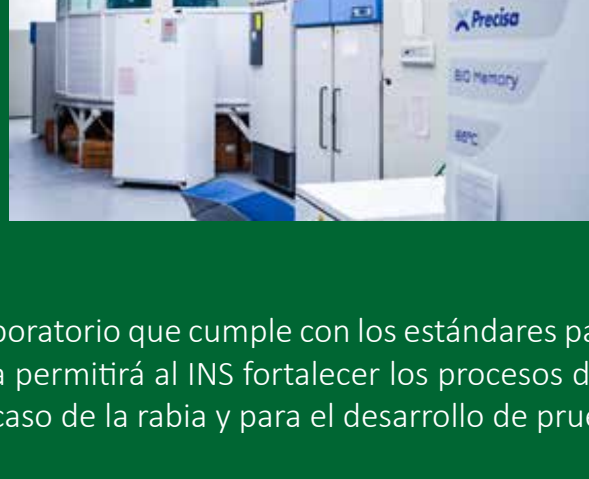 Precisa
BIO Memory
boratorio que cumple con los estándares pa
a permitirá al INS fortalecer los procesos d
caso de la rabia y para el desarrollo de prue